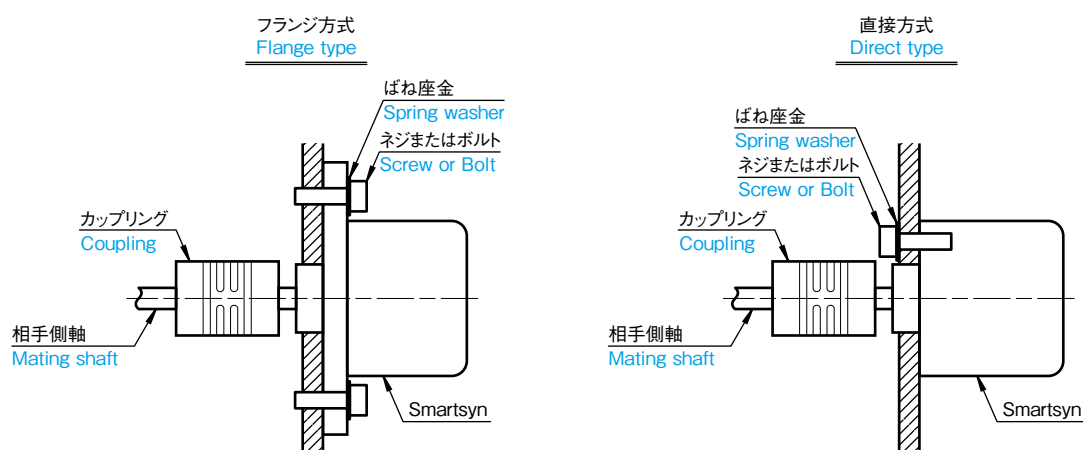 フランジ方式
Flange type
ばね座金
Spring washer
ネジまたはボルト
Screw or Bolt
カップリング
Coupling
相手側軸
Mating shaft
Smartsyn
直接方式
Direct type
ばね座金
Spring washer
ネジまたはボルト
Screw or Bolt
カップリング
Coupling
相手側軸
Mating shaft
Smartsyn